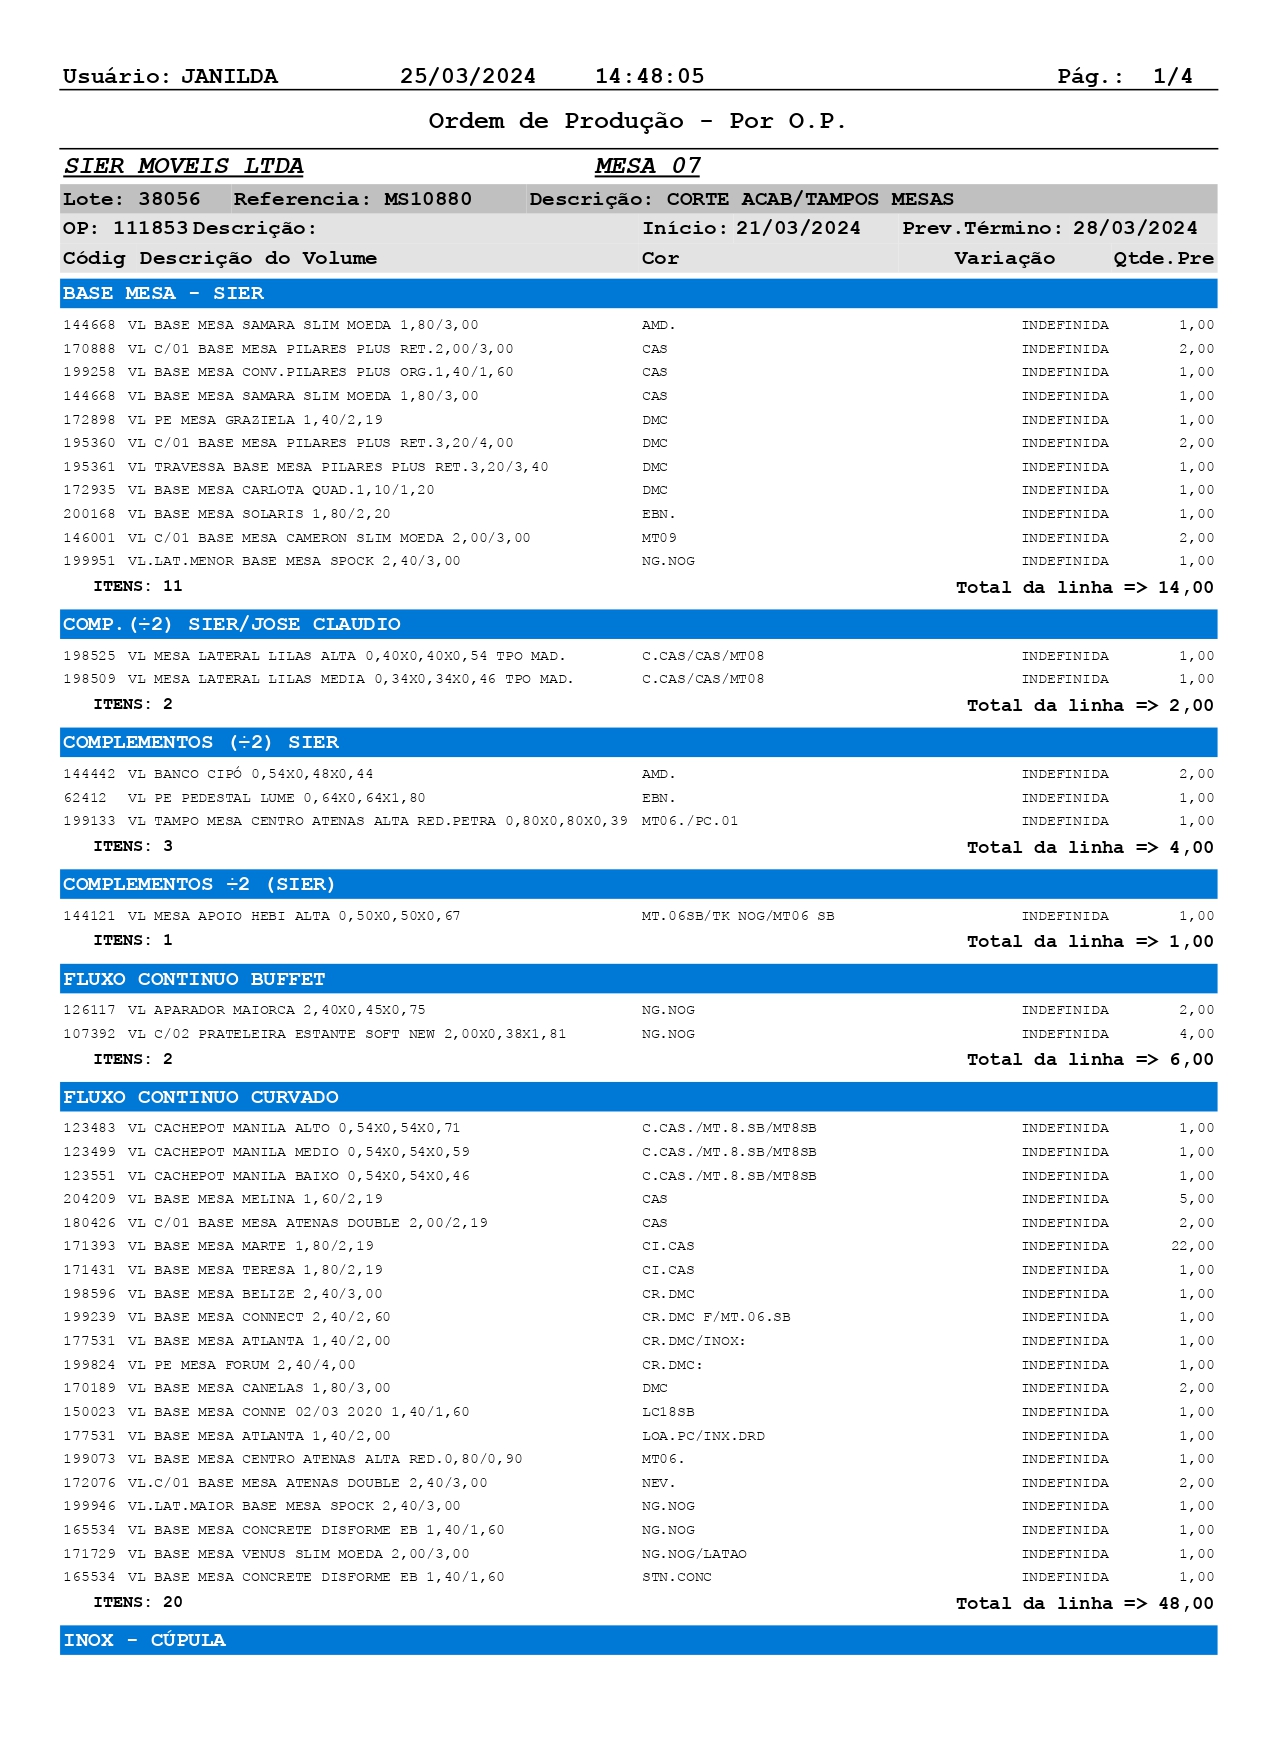 Usuário: JANILDA 25/03/2024 14:48:05 Pág.: 1/4
Ordem de Produção - Por O.P.
SIER MOVEIS LTDA MESA 07
Lote: 38056 Referencia: MS10880 Descrição: CORTE ACAB/TAMPOS MESAS
OP: 111853 Descrição: Início: 21/03/2024 Prev.Término: 28/03/2024
Códig Descrição do Volume Cor Variação Qtde.Pre
BASE MESA - SIER
144668 VL BASE MESA SAMARA SLIM MOEDA 1,80/3,00 AMD. INDEFINIDA 1,00
170888 VL C/01 BASE MESA PILARES PLUS RET.2,00/3,00 CAS INDEFINIDA 2,00
199258 VL BASE MESA CONV.PILARES PLUS ORG.1,40/1,60 CAS INDEFINIDA 1,00
144668 VL BASE MESA SAMARA SLIM MOEDA 1,80/3,00 CAS INDEFINIDA 1,00
172898 VL PE MESA GRAZIELA 1,40/2,19 DMC INDEFINIDA 1,00
195360 VL C/01 BASE MESA PILARES PLUS RET.3,20/4,00 DMC INDEFINIDA 2,00
195361 VL TRAVESSA BASE MESA PILARES PLUS RET.3,20/3,40 DMC INDEFINIDA 1,00
172935 VL BASE MESA CARLOTA QUAD.1,10/1,20 DMC INDEFINIDA 1,00
200168 VL BASE MESA SOLARIS 1,80/2,20 EBN. INDEFINIDA 1,00
146001 VL C/01 BASE MESA CAMERON SLIM MOEDA 2,00/3,00 MT09 INDEFINIDA 2,00
199951 VL.LAT.MENOR BASE MESA SPOCK 2,40/3,00 NG.NOG INDEFINIDA 1,00
ITENS: 11 Total da linha => 14,00
COMP.(÷2) SIER/JOSE CLAUDIO
198525 VL MESA LATERAL LILAS ALTA 0,40X0,40X0,54 TPO MAD. C.CAS/CAS/MT08 INDEFINIDA 1,00
198509 VL MESA LATERAL LILAS MEDIA 0,34X0,34X0,46 TPO MAD. C.CAS/CAS/MT08 INDEFINIDA 1,00
ITENS: 2 Total da linha => 2,00
COMPLEMENTOS (÷2) SIER
144442 VL BANCO CIPÓ 0,54X0,48X0,44 AMD. INDEFINIDA 2,00
62412 VL PE PEDESTAL LUME 0,64X0,64X1,80 EBN. INDEFINIDA 1,00
199133 VL TAMPO MESA CENTRO ATENAS ALTA RED.PETRA 0,80X0,80X0,39 MT06./PC.01 INDEFINIDA 1,00
ITENS: 3 Total da linha => 4,00
COMPLEMENTOS ÷2 (SIER)
144121 VL MESA APOIO HEBI ALTA 0,50X0,50X0,67 MT.06SB/TK NOG/MT06 SB INDEFINIDA 1,00
ITENS: 1 Total da linha => 1,00
FLUXO CONTINUO BUFFET
126117 VL APARADOR MAIORCA 2,40X0,45X0,75 NG.NOG INDEFINIDA 2,00
107392 VL C/02 PRATELEIRA ESTANTE SOFT NEW 2,00X0,38X1,81 NG.NOG INDEFINIDA 4,00
ITENS: 2 Total da linha => 6,00
FLUXO CONTINUO CURVADO
123483 VL CACHEPOT MANILA ALTO 0,54X0,54X0,71 C.CAS./MT.8.SB/MT8SB INDEFINIDA 1,00
123499 VL CACHEPOT MANILA MEDIO 0,54X0,54X0,59 C.CAS./MT.8.SB/MT8SB INDEFINIDA 1,00
123551 VL CACHEPOT MANILA BAIXO 0,54X0,54X0,46 C.CAS./MT.8.SB/MT8SB INDEFINIDA 1,00
204209 VL BASE MESA MELINA 1,60/2,19 CAS INDEFINIDA 5,00
180426 VL C/01 BASE MESA ATENAS DOUBLE 2,00/2,19 CAS INDEFINIDA 2,00
171393 VL BASE MESA MARTE 1,80/2,19 CI.CAS INDEFINIDA 22,00
171431 VL BASE MESA TERESA 1,80/2,19 CI.CAS INDEFINIDA 1,00
198596 VL BASE MESA BELIZE 2,40/3,00 CR.DMC INDEFINIDA 1,00
199239 VL BASE MESA CONNECT 2,40/2,60 CR.DMC F/MT.06.SB INDEFINIDA 1,00
177531 VL BASE MESA ATLANTA 1,40/2,00 CR.DMC/INOX: INDEFINIDA 1,00
199824 VL PE MESA FORUM 2,40/4,00 CR.DMC: INDEFINIDA 1,00
170189 VL BASE MESA CANELAS 1,80/3,00 DMC INDEFINIDA 2,00
150023 VL BASE MESA CONNE 02/03 2020 1,40/1,60 LC18SB INDEFINIDA 1,00
177531 VL BASE MESA ATLANTA 1,40/2,00 LOA.PC/INX.DRD INDEFINIDA 1,00
199073 VL BASE MESA CENTRO ATENAS ALTA RED.0,80/0,90 MT06. INDEFINIDA 1,00
172076 VL.C/01 BASE MESA ATENAS DOUBLE 2,40/3,00 NEV. INDEFINIDA 2,00
199946 VL.LAT.MAIOR BASE MESA SPOCK 2,40/3,00 NG.NOG INDEFINIDA 1,00
165534 VL BASE MESA CONCRETE DISFORME EB 1,40/1,60 NG.NOG INDEFINIDA 1,00
171729 VL BASE MESA VENUS SLIM MOEDA 2,00/3,00 NG.NOG/LATAO INDEFINIDA 1,00
165534 VL BASE MESA CONCRETE DISFORME EB 1,40/1,60 STN.CONC INDEFINIDA 1,00
ITENS: 20 Total da linha => 48,00
INOX - CÚPULA